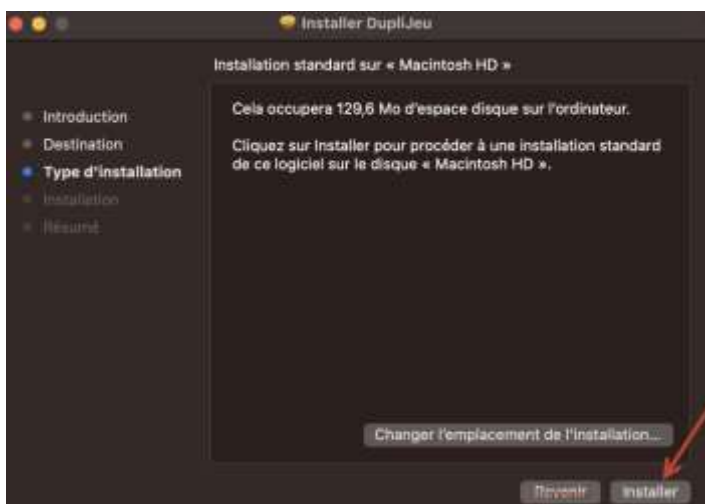 Installer DupliJeu
Installation standard sur « Macintosh HD »
Introduction
Destination
Type d'installation
Installation
Résumé
Cela occupera 129,6 Mo d'espace disque sur l'ordinateur.
Cliquez sur Installer pour procéder à une installation standard
de ce logiciel sur le disque « Macintosh HD ».
Changer l'emplacement de l'installation...
Revenir
Installer